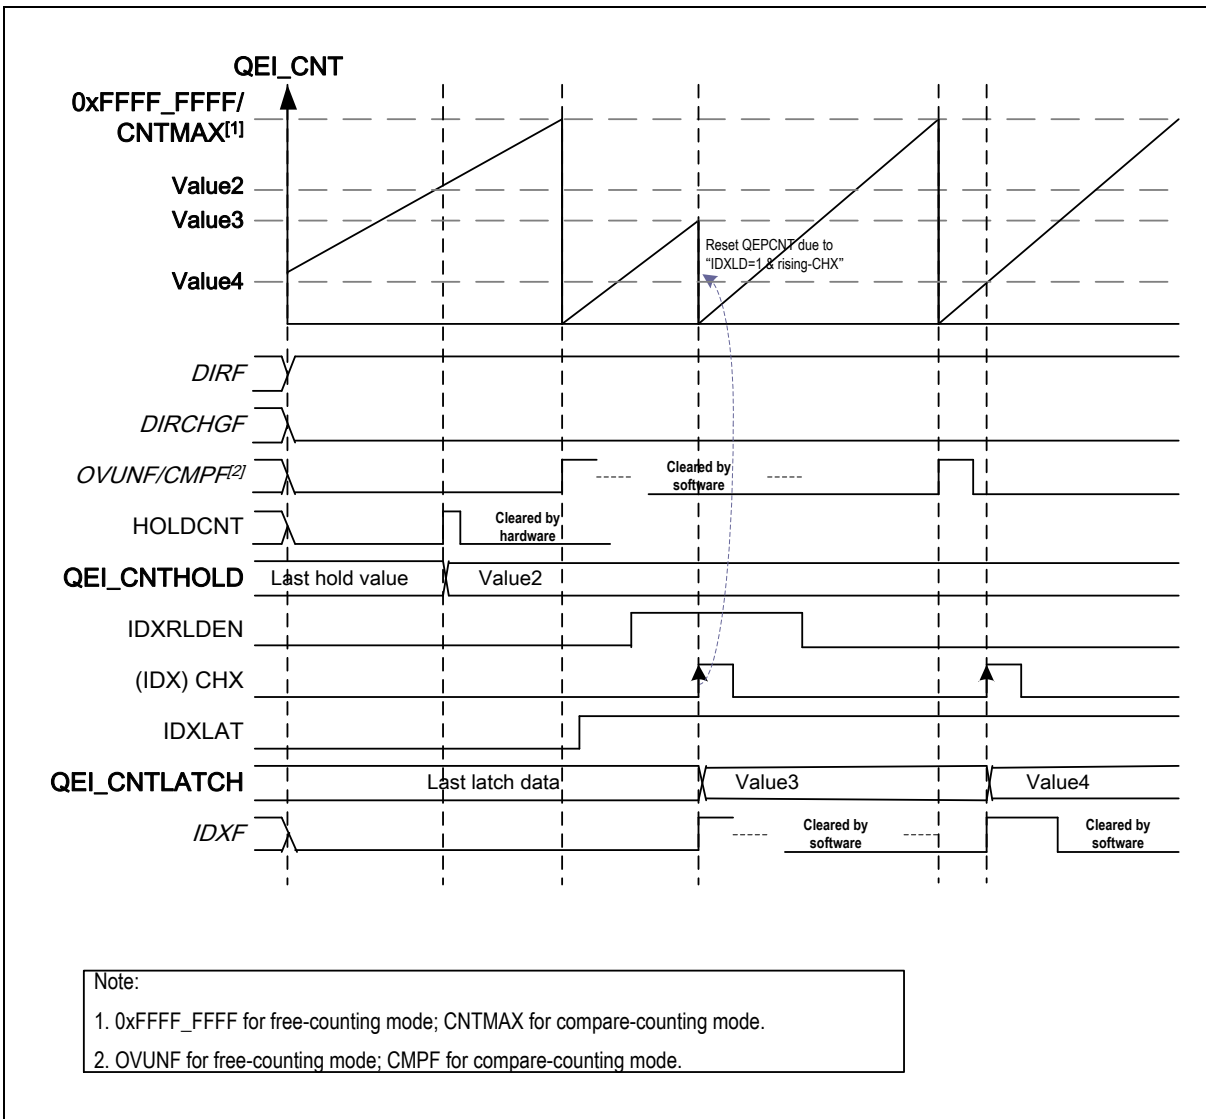 QEI_CNT
0xFFFF_FFFF/
CNTMAX[1]
Value2
Value3
Value4
Reset QEPCNT due to
“IDXLD=1 & rising-CHX”
DIRF
DIRCHGF
OVUNF/CMPF[2]
Cleared by
software
HOLDCNT
Cleared by
hardware
QEI_CNTHOLD
Last hold value
Value2
IDXRLDEN
(IDX) CHX
IDXLAT
QEI_CNTLATCH
Last latch data
Value3
Value4
IDXF
Cleared by
software
Cleared by
software
Note:
1. 0xFFFF_FFFF for free-counting mode; CNTMAX for compare-counting mode.
2. OVUNF for free-counting mode; CMPF for compare-counting mode.